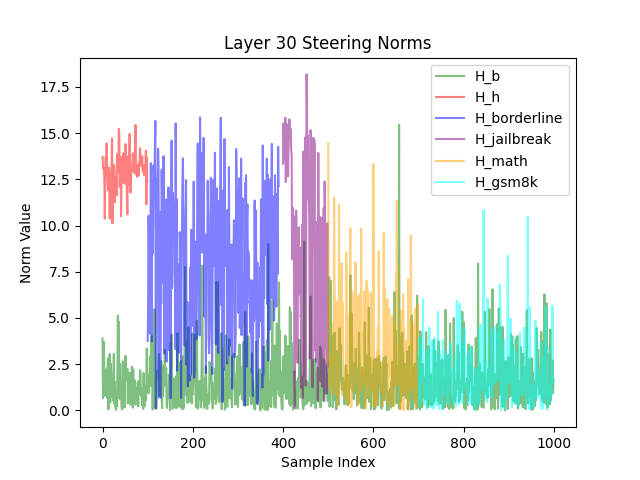 Layer 30 Steering Norms
Norm Value
17.5
15.0
12.5
10.0
7.5
5.0
2.5
0.0
H_b
H_h
H_borderline
H_jailbreak
H_math
H_gsm8k
0
200
400
600
800
1000
Sample Index